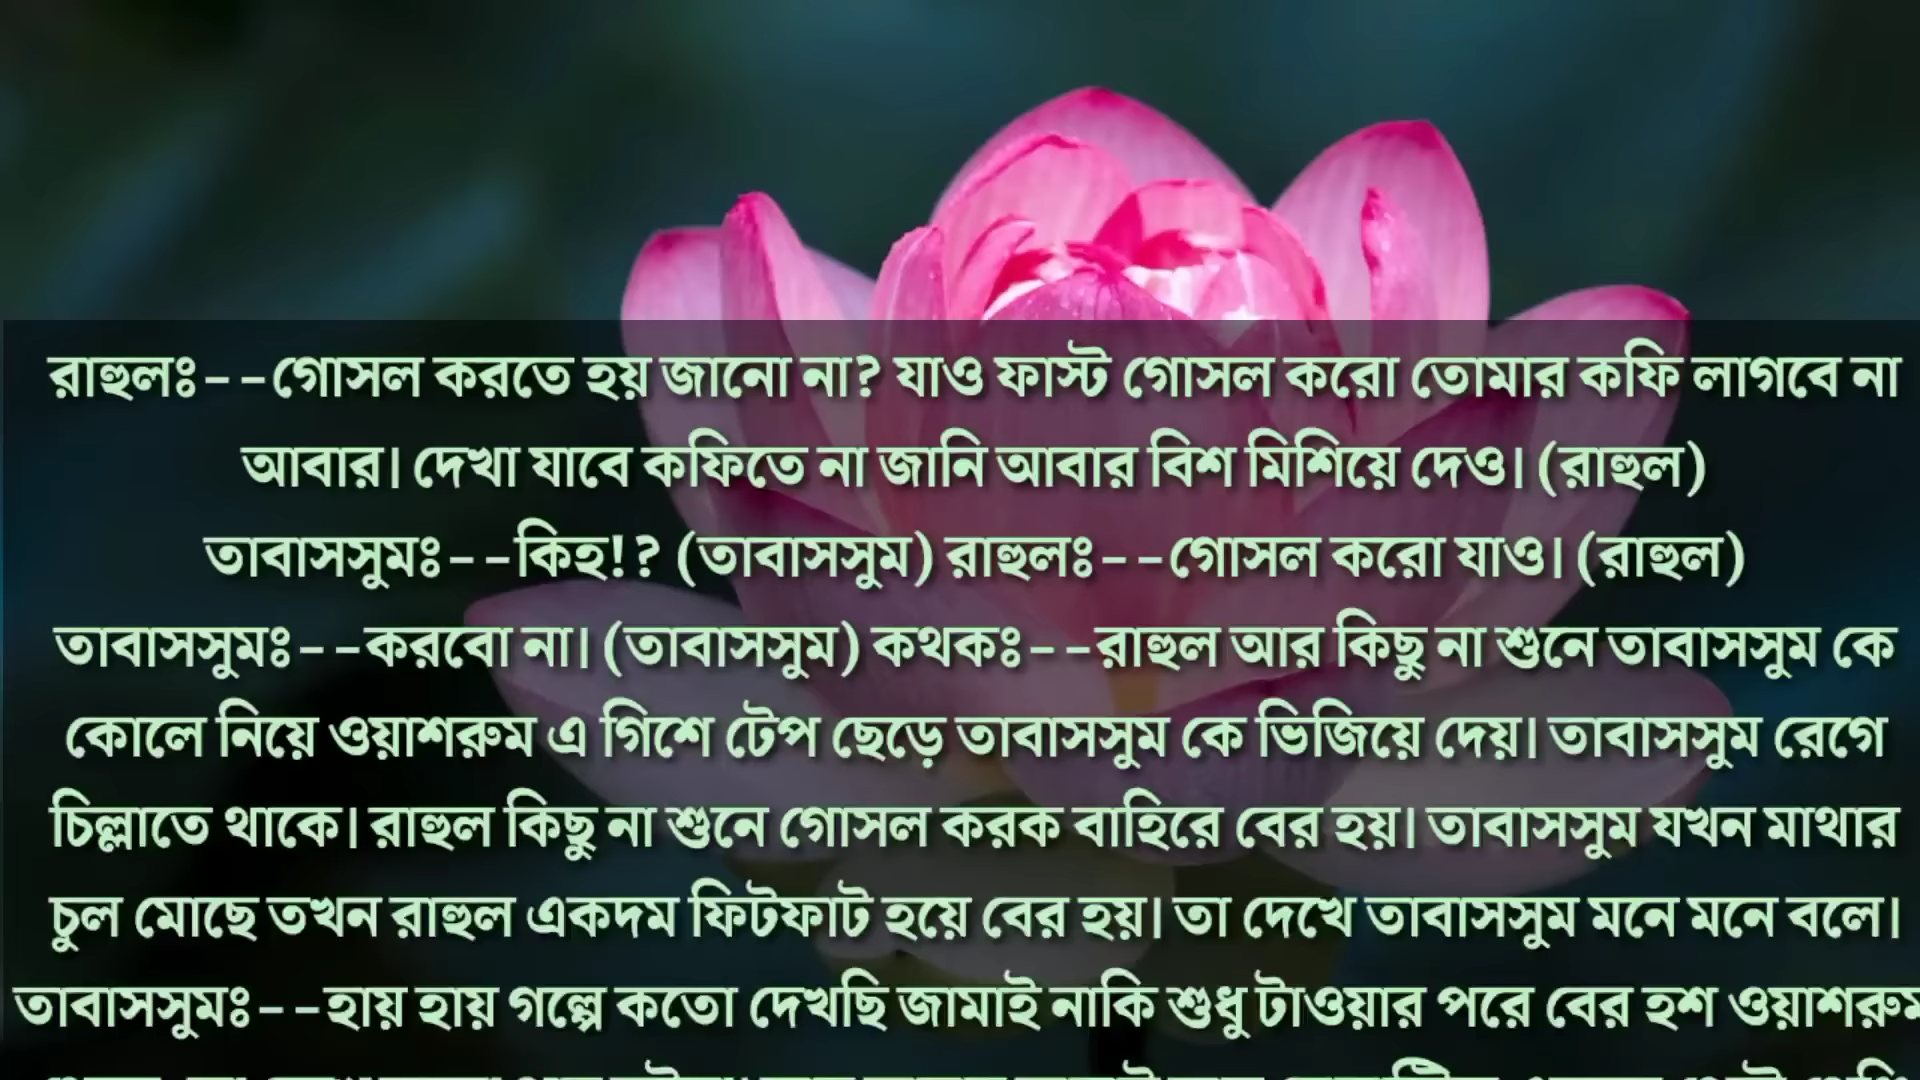 রাহুলঃ--গোসল করতে হয় জানো না? যাও ফাস্ট গোসল করো তোমার কফি লাগবে না
আবার। দেখা যাবে কফিতে না জানি আবার বিশ মিশিয়ে দেও। (রাহুল)
তাবাসসুমঃ--কিহ!? (তাবাসসুম) রাহুলঃ--গোসল করো যাও। (রাহুল)
তাবাসসুমঃ--করবো না। (তাবাসসুম) কথকঃ--রাহুল আর কিছু না শুনে তাবাসসুম কে
কোলে নিয়ে ওয়াশরুম এ গিশে টেপ ছেড়ে তাবাসসুম কে ভিজিয়ে দেয়। তাবাসসুম রেগে
চিল্লাতে থাকে। রাহুল কিছু না শুনে গোসল করক বাহিরে বের হয়। তাবাসসুম যখন মাথার
চুল মোছে তখন রাহুল একদম ফিটফাট হয়ে বের হয়। তা দেখে তাবাসসুম মনে মনে বলে।
তাবাসসুমঃ--হায় হায় গল্পে কতো দেখছি জামাই নাকি শুধু টাওয়ার পরে বের হশ ওয়াশরুম